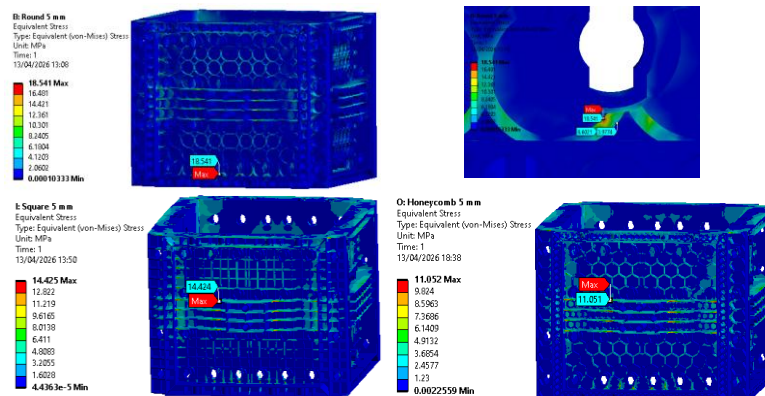 B: Round 5 mm
Equivalent Stress
Type: Equivalent (von-Mises) Stress
Unit: MPa
Time: 1
13/04/2026 13:08
18.541 Max
16.481
14.421
12.361
10.301
8.2405
6.1804
4.1203
2.0602
0.00010333 Min
18.541
Max
Max
18.541
I: Square 5 mm
Equivalent Stress
Type: Equivalent (von-Mises) Stress
Unit: MPa
Time: 1
13/04/2026 13:50
14.425 Max
12.822
11.219
9.6165
8.0138
6.411
4.8083
3.2055
1.6028
4.4363e-5 Min
14.424
Max
O: Honeycomb 5 mm
Equivalent Stress
Type: Equivalent (von-Mises) Stress
Unit: MPa
Time: 1
13/04/2026 18:38
11.052 Max
9.824
8.5963
7.3686
6.1409
4.9132
3.6854
2.4577
1.23
0.0022559 Min
Max
11.051